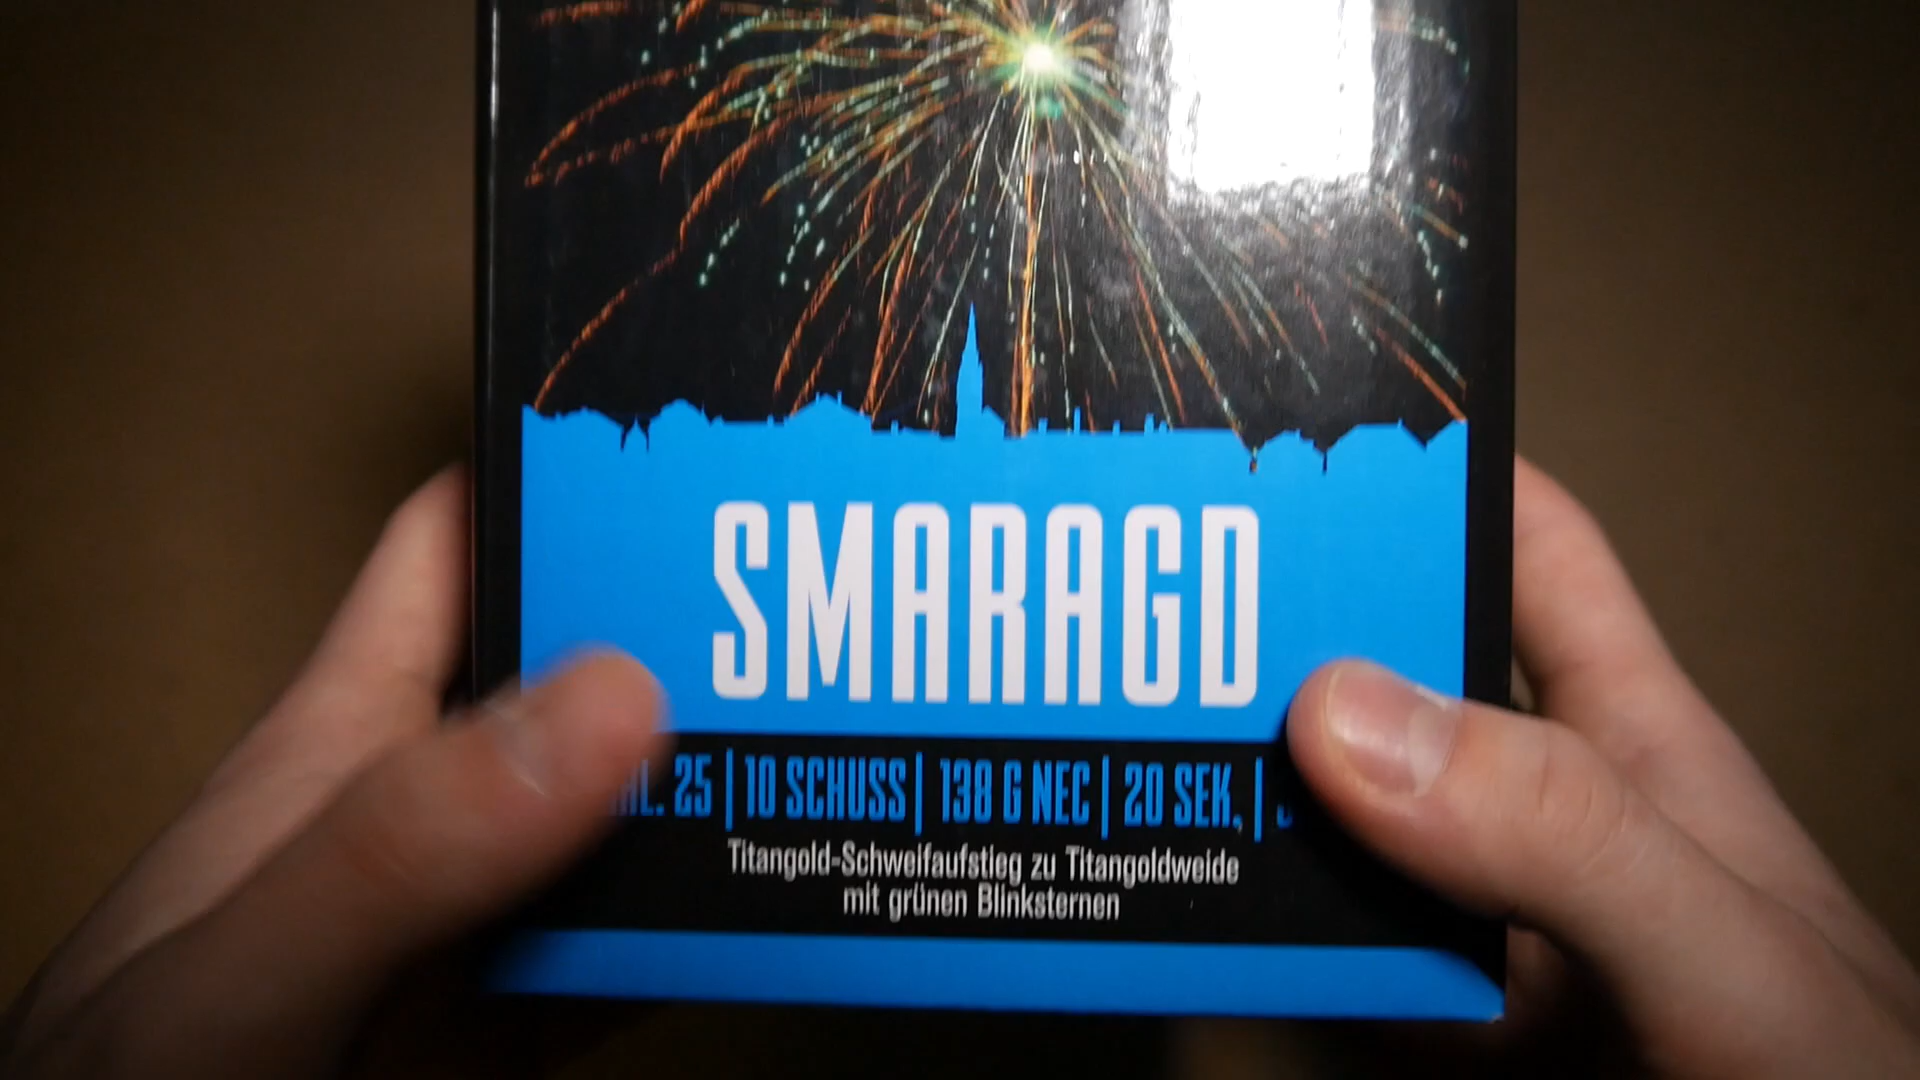 SMARAGD
25 | 10 SCHUSS | 138 G NEC | 20 SEK. |
Titangold-Schweifaufstieg zu Titangoldweide
mit grünen Blinksternen